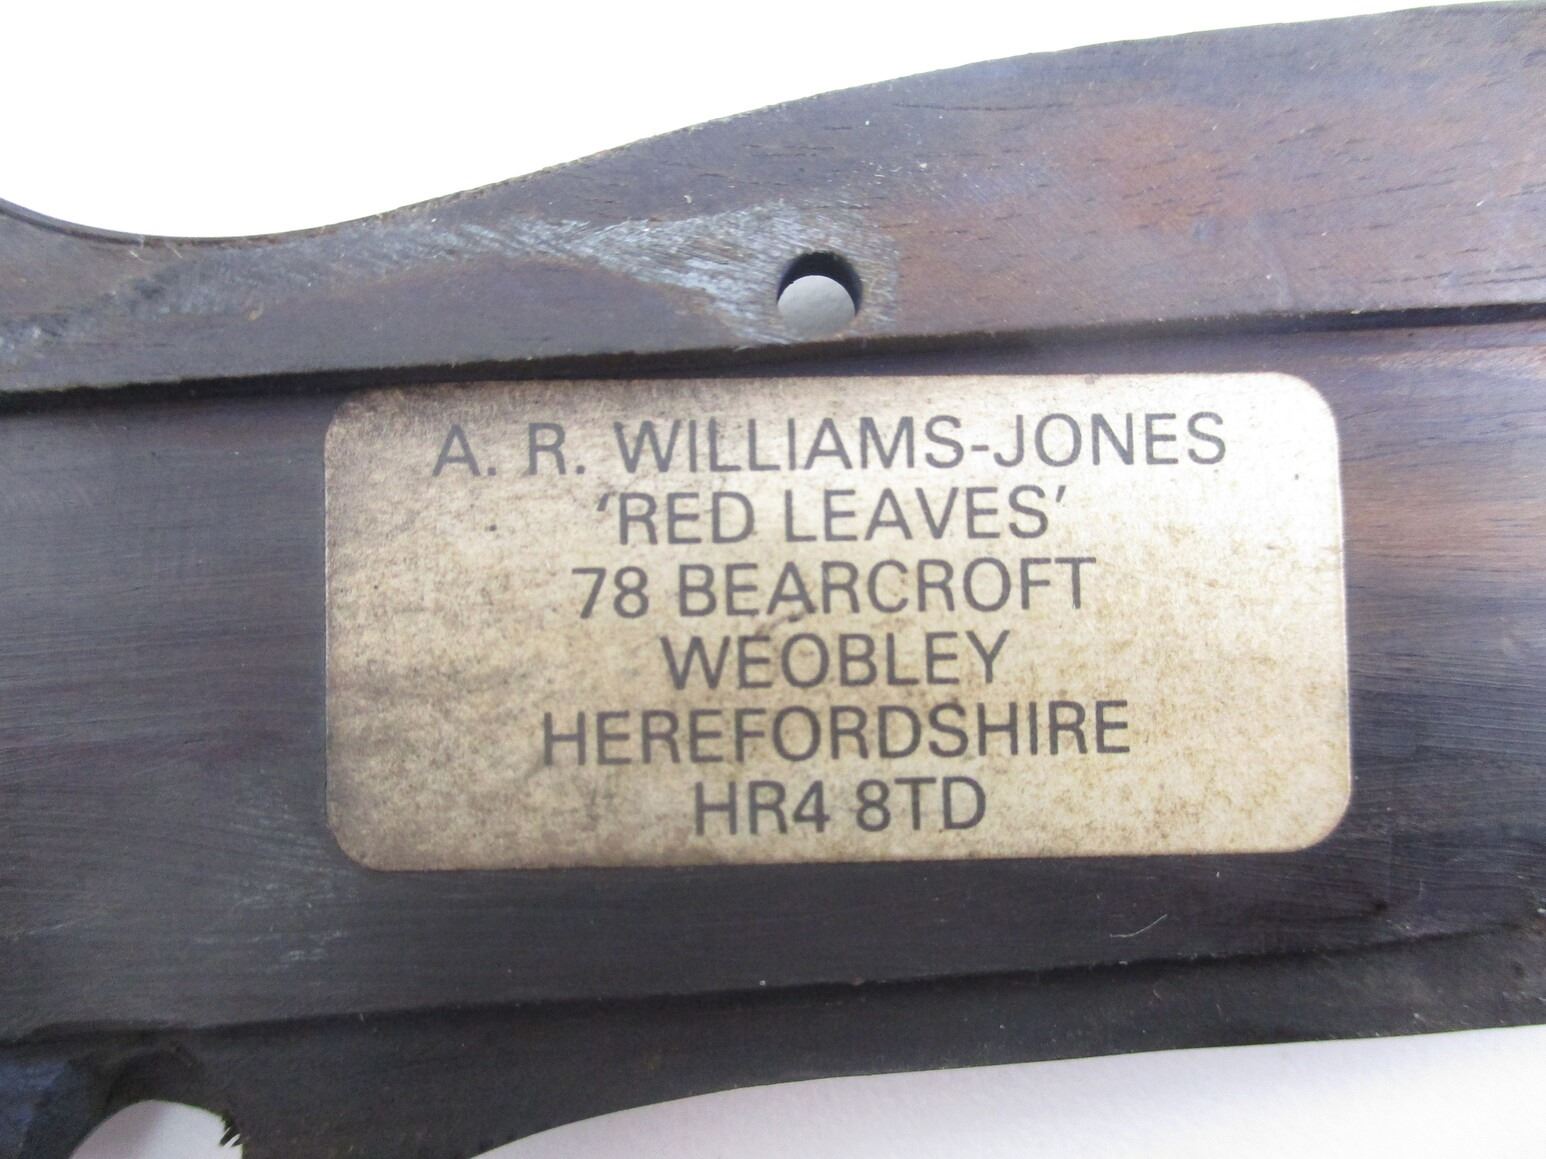 A. R. WILLIAMS-JONES
'RED LEAVES'
78 BEARCROFT
WEOBLEY
HEREFORDSHIRE
HR4 8TD